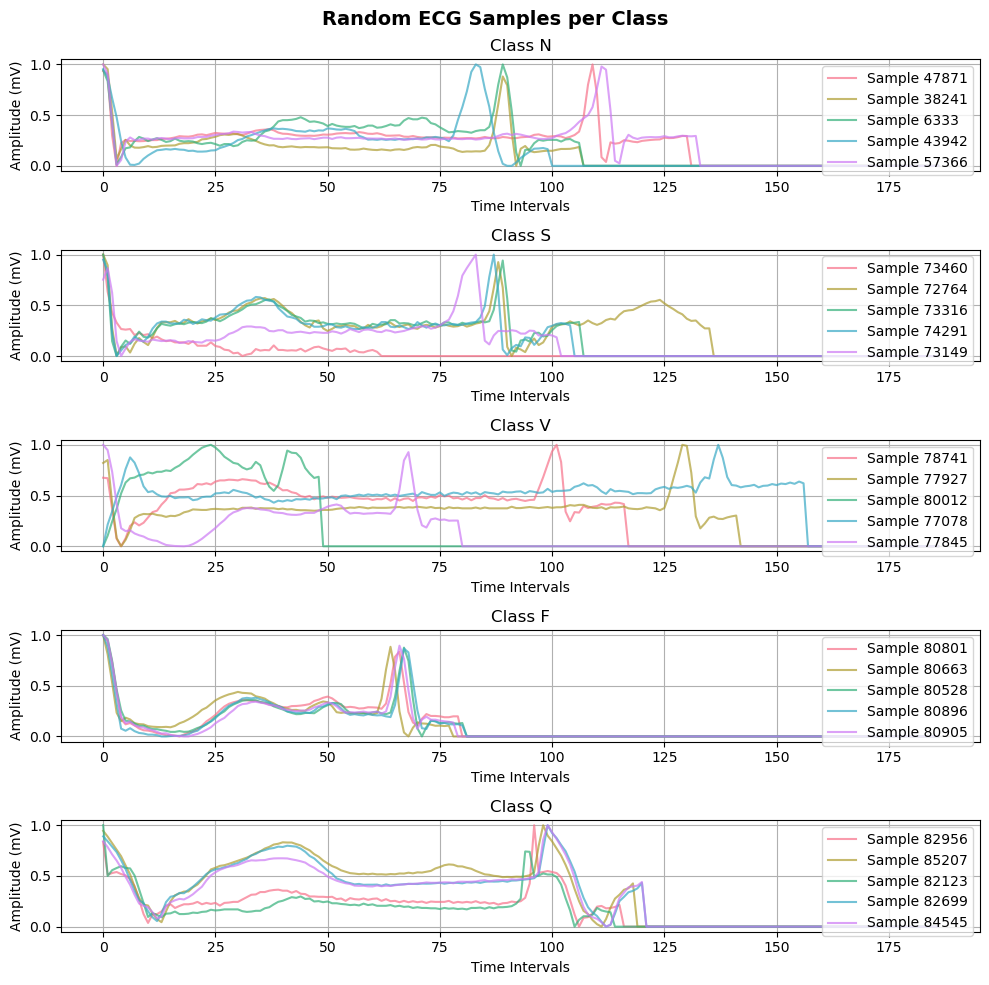 Random ECG Samples per Class
Class N
Amplitude (mV)
1.0
0.5
0.0
Sample 47871
Sample 38241
Sample 6333
Sample 43942
Sample 57366
0 25 50 75 100 125 150 175
Time Intervals
Class S
Amplitude (mV)
1.0
0.5
0.0
Sample 73460
Sample 72764
Sample 73316
Sample 74291
Sample 73149
0 25 50 75 100 125 150 175
Time Intervals
Class V
Amplitude (mV)
1.0
0.5
0.0
Sample 78741
Sample 77927
Sample 80012
Sample 77078
Sample 77845
0 25 50 75 100 125 150 175
Time Intervals
Class F
Amplitude (mV)
1.0
0.5
0.0
Sample 80801
Sample 80663
Sample 80528
Sample 80896
Sample 80905
0 25 50 75 100 125 150 175
Time Intervals
Class Q
Amplitude (mV)
1.0
0.5
0.0
Sample 82956
Sample 85207
Sample 82123
Sample 82699
Sample 84545
0 25 50 75 100 125 150 175
Time Intervals